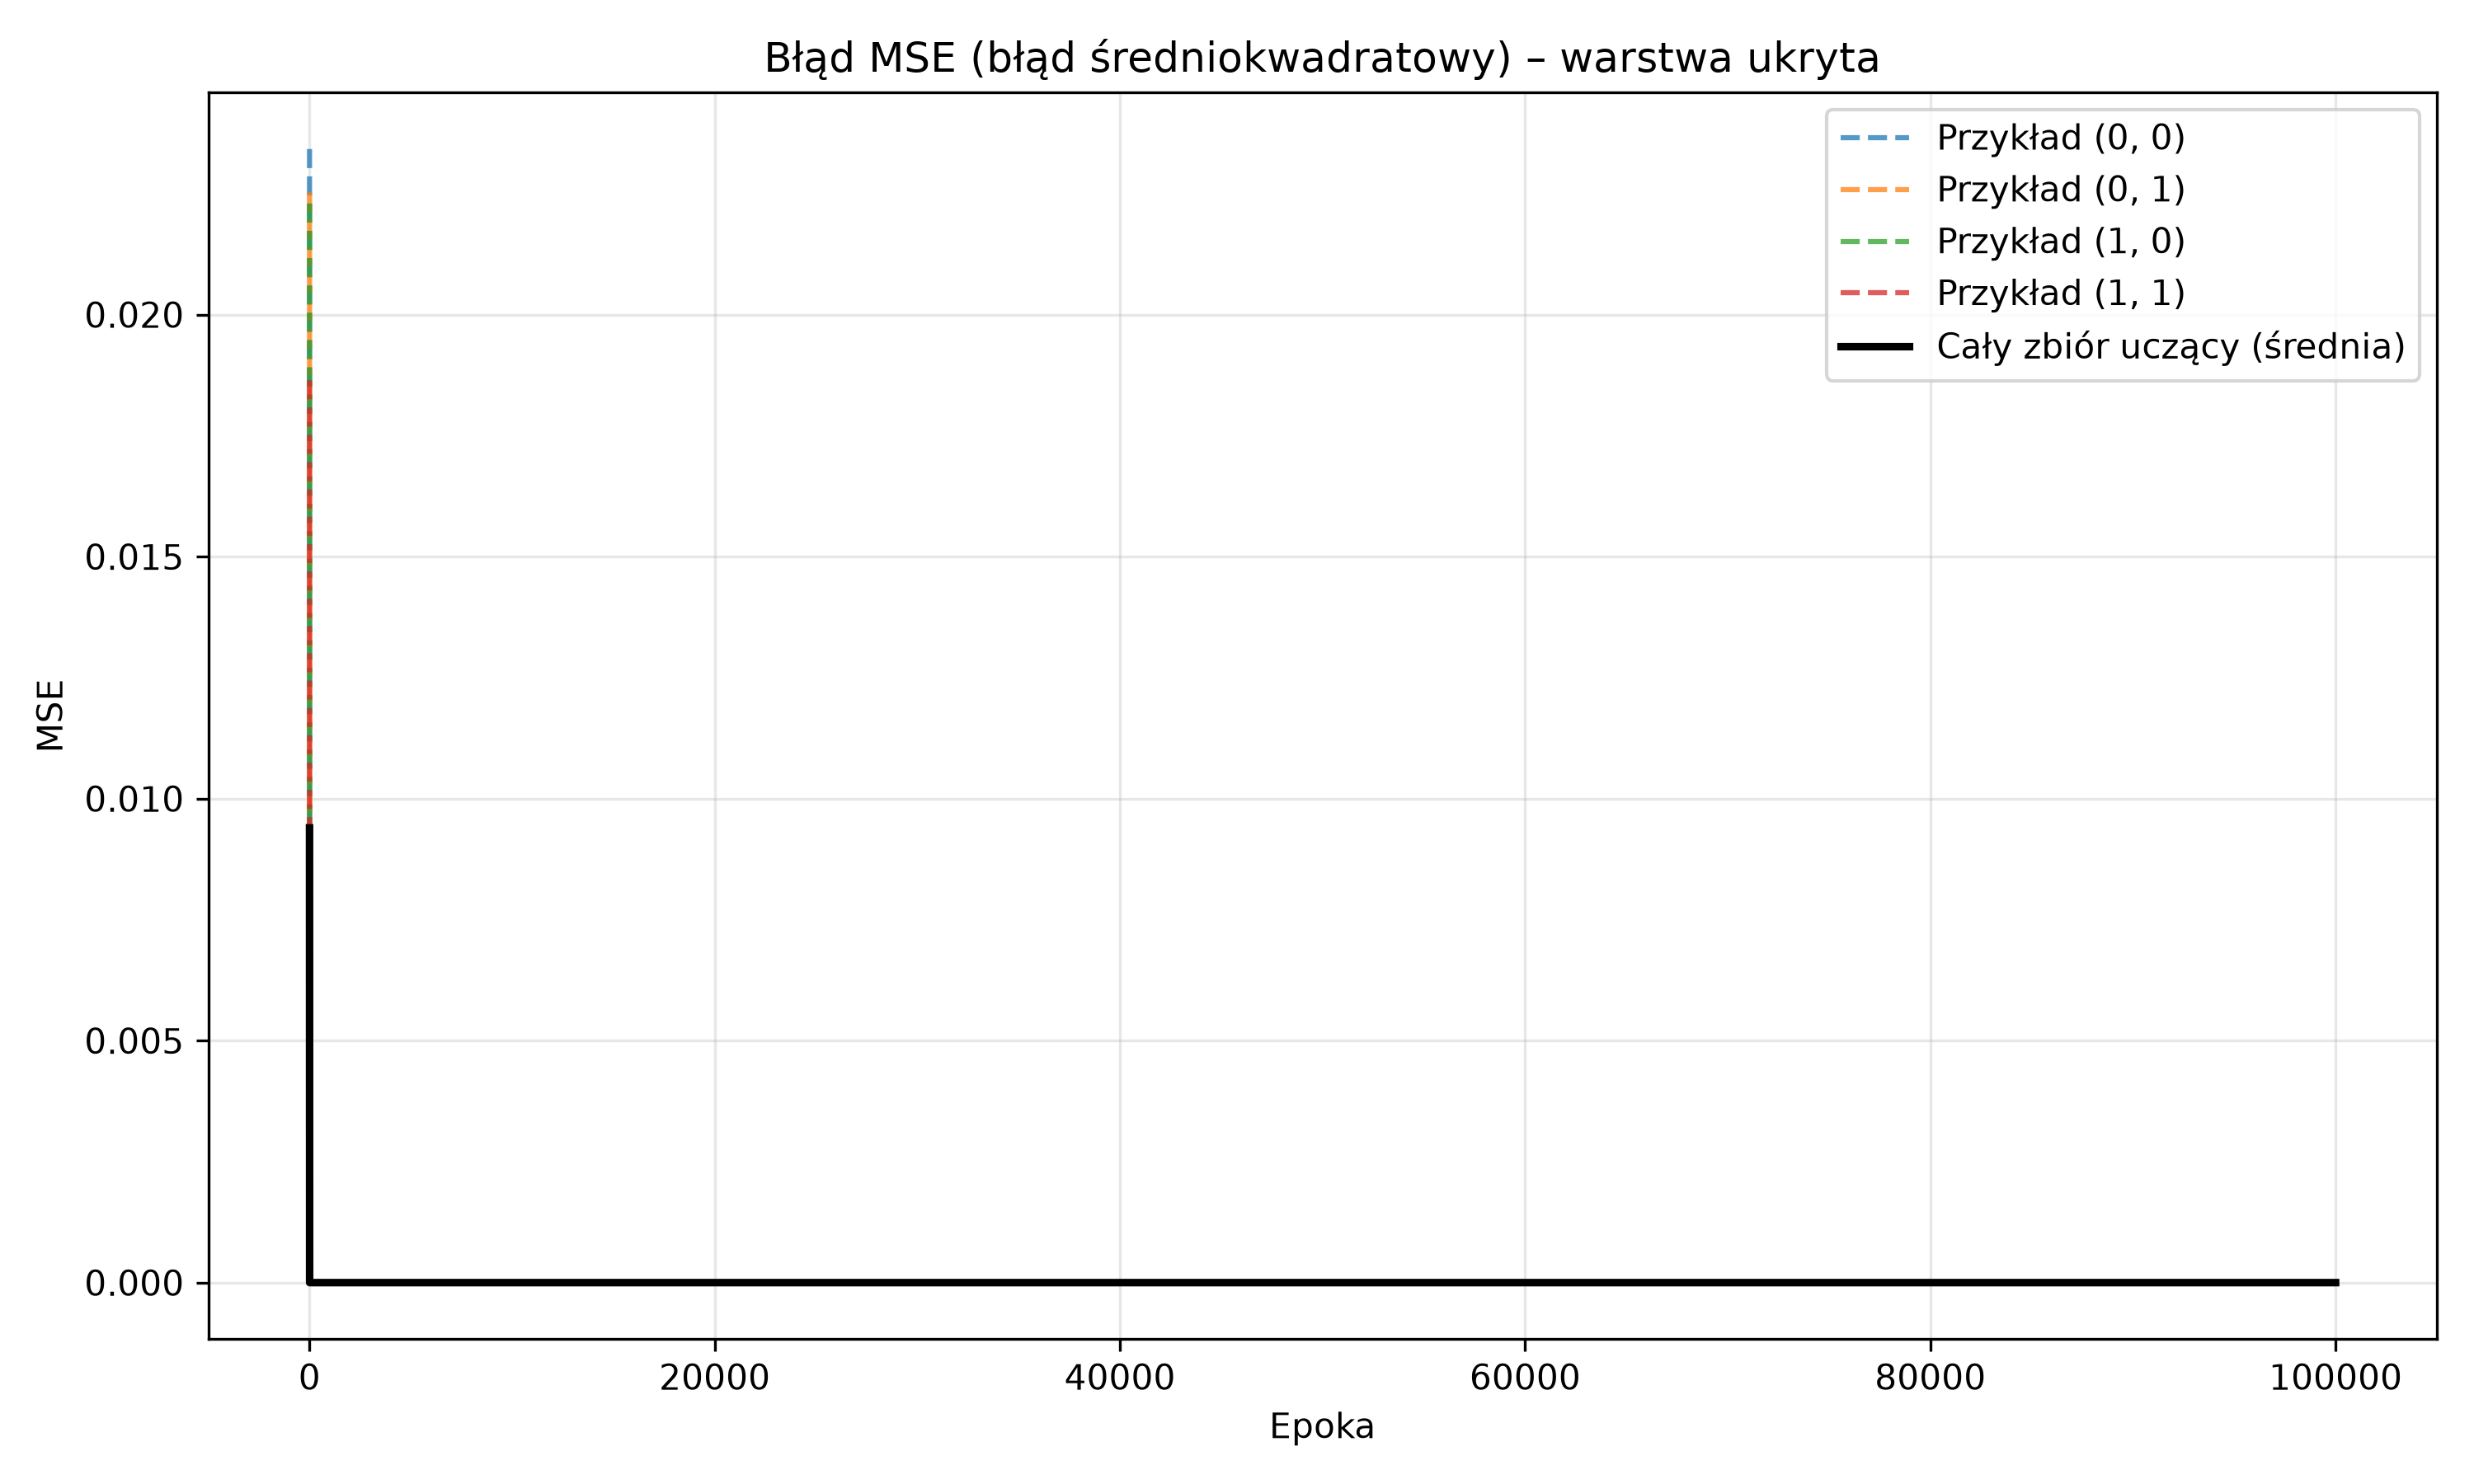 Błąd MSE (błąd średniokwadratowy) – warstwa ukryta
Przykład (0, 0)
Przykład (0, 1)
Przykład (1, 0)
Przykład (1, 1)
Cały zbiór uczący (średnia)
MSE
0.020
0.015
0.010
0.005
0.000
0 20000 40000 60000 80000 100000
Epoka